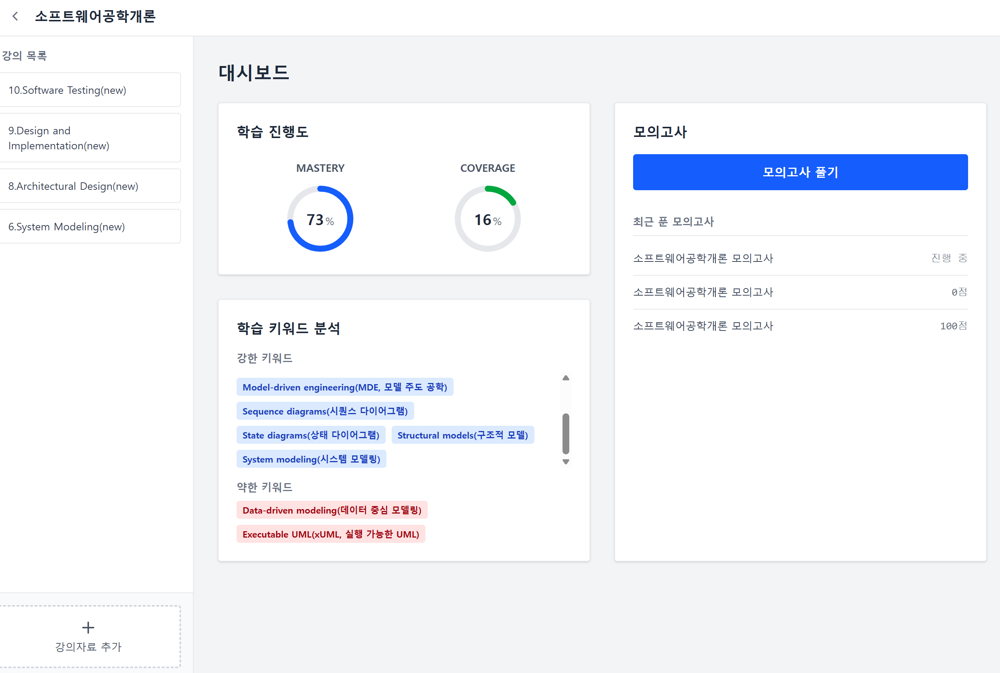 소프트웨어공학개론
강의 목록
10.Software Testing(new)
9.Design and
Implementation(new)
8.Architectural Design(new)
6.System Modeling(new)
강의자료 추가
대시보드
학습 진행도
MASTERY
73%
COVERAGE
16%
학습 키워드 분석
강한 키워드
Model-driven engineering(MDE, 모델 주도 공학)
Sequence diagrams(시퀀스 다이어그램)
State diagrams(상태 다이어그램)
Structural models(구조적 모델)
System modeling(시스템 모델링)
약한 키워드
Data-driven modeling(데이터 중심 모델링)
Executable UML(xUML, 실행 가능한 UML)
모의고사
모의고사 풀기
최근 푼 모의고사
소프트웨어공학개론 모의고사 진행 중
소프트웨어공학개론 모의고사 0점
소프트웨어공학개론 모의고사 100점